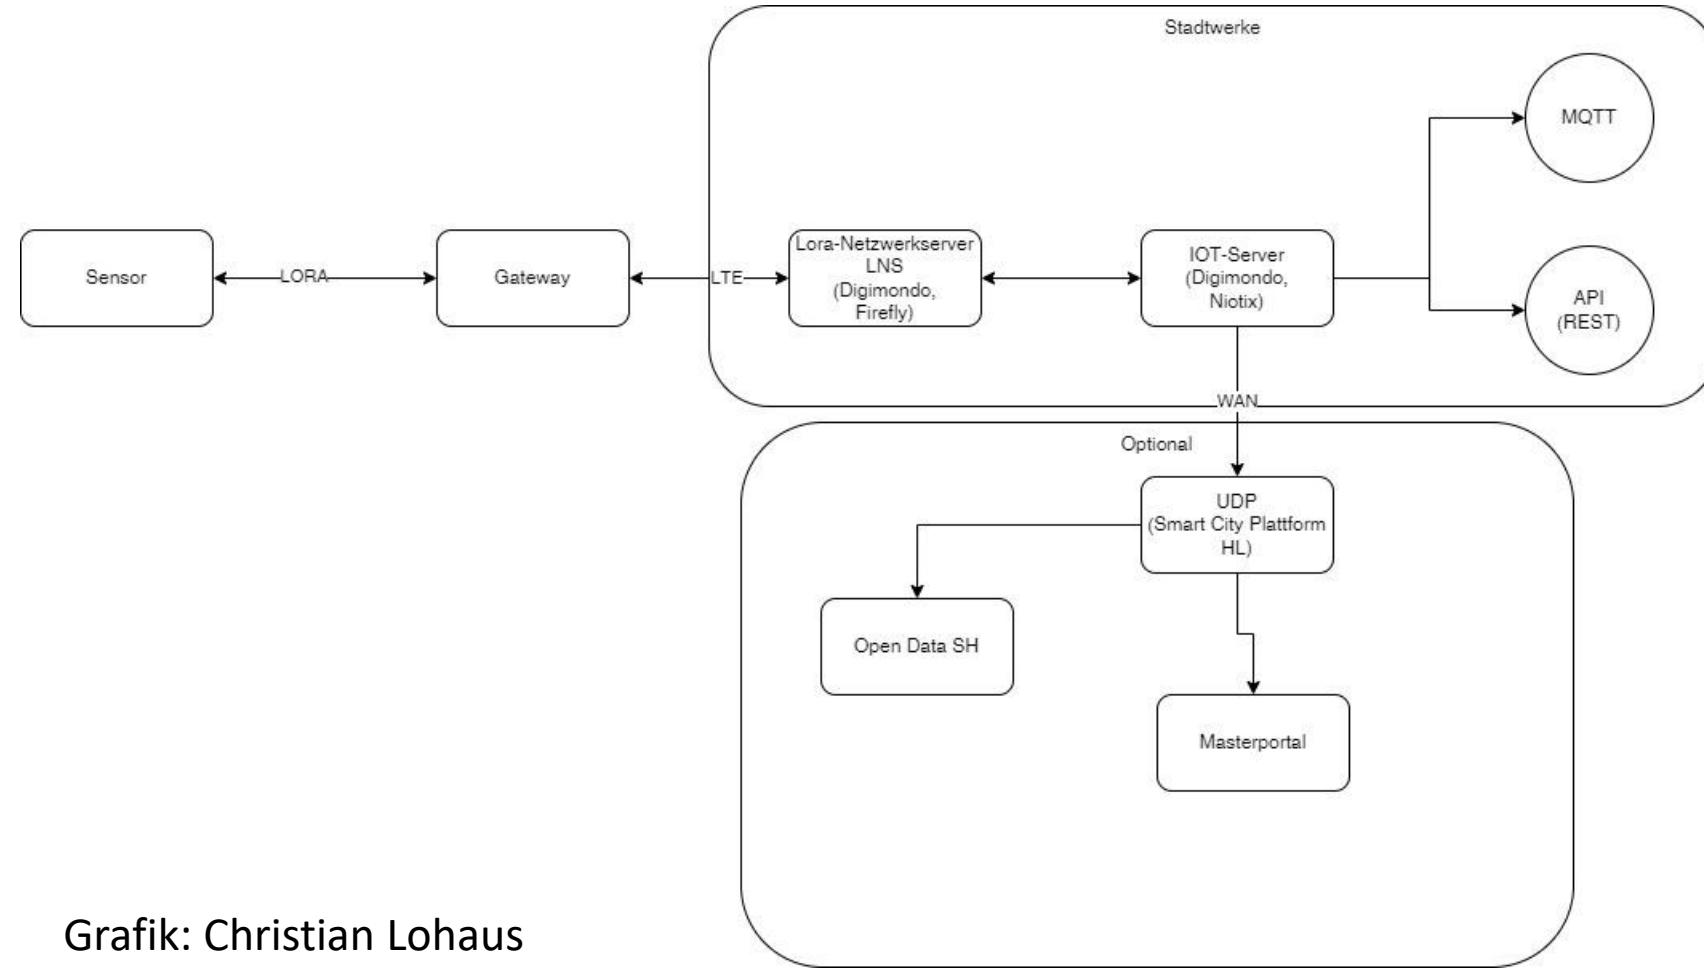 Stadtwerke
MQTT
Sensor
LORA
Gateway
LTE
Lora-Netzwerkserver
LNS
(Digimondo,
Firefly)
IOT-Server
(Digimondo,
Niotix)
API
(REST)
WAN
Optional
UDP
(Smart City Plattform
HL)
Open Data SH
Masterportal
Grafik: Christian Lohaus